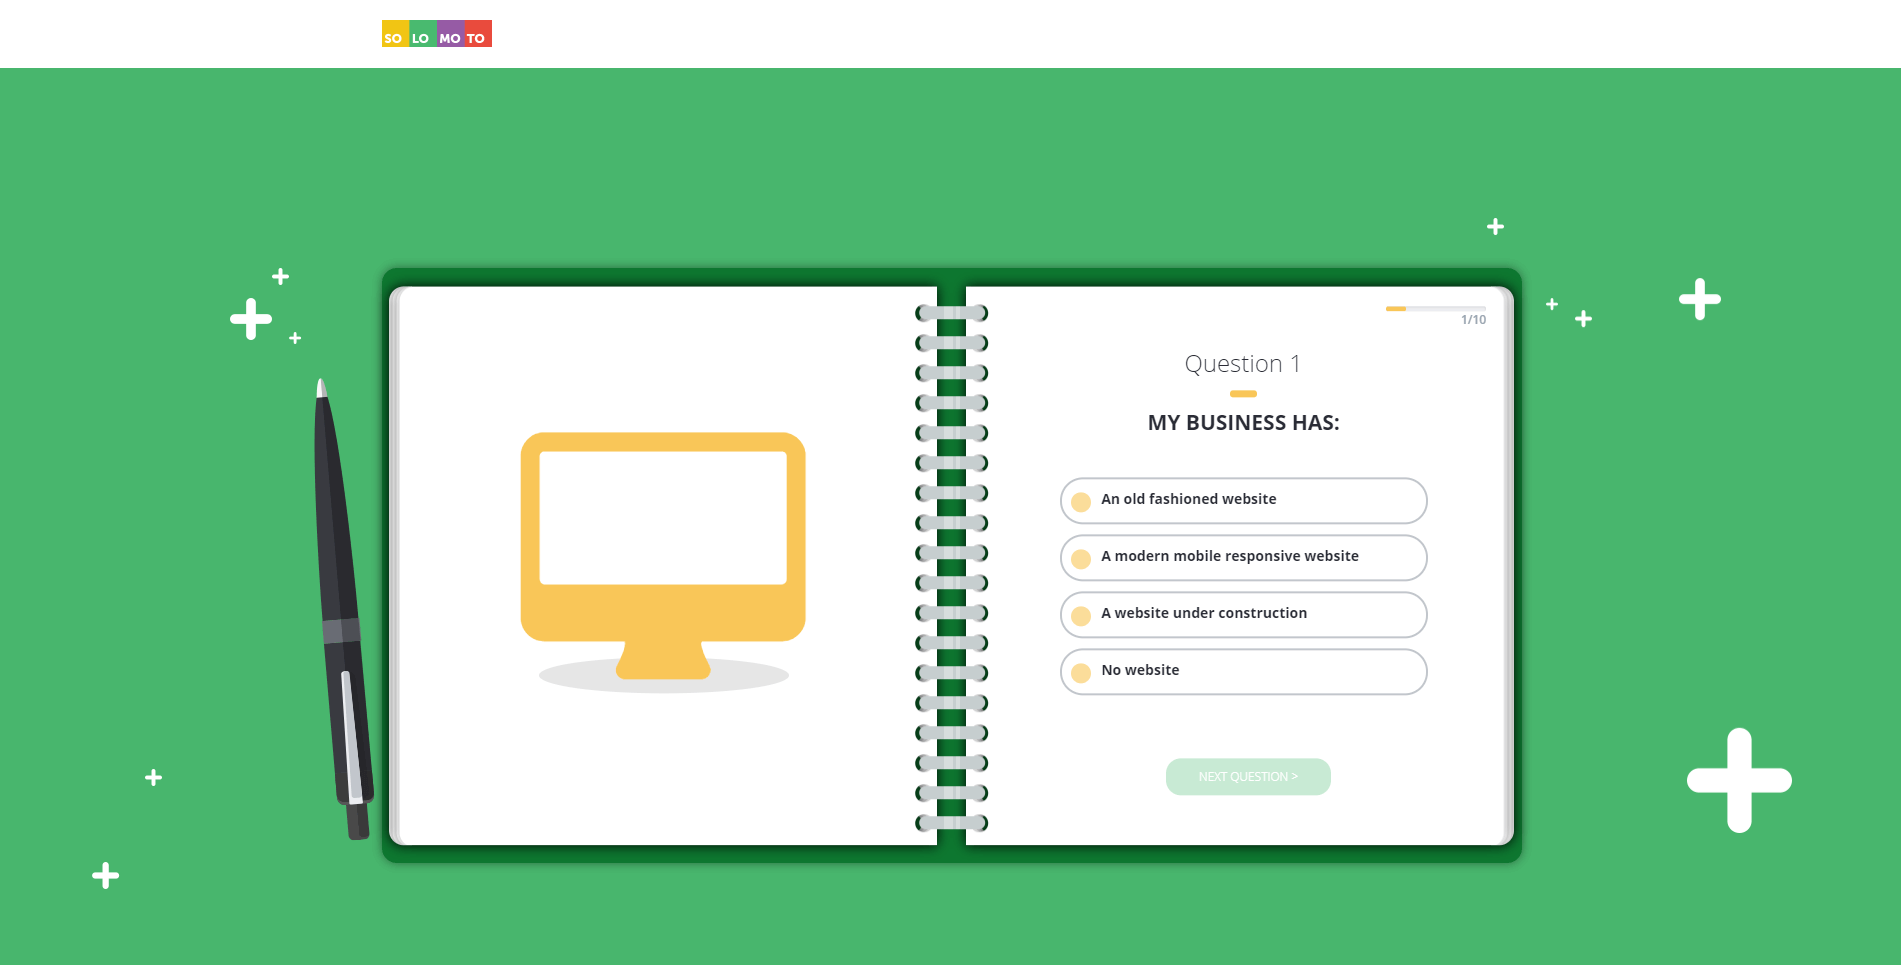 SO LO MO TO
1/10
Question 1
MY BUSINESS HAS:
An old fashioned website
A modern mobile responsive website
A website under construction
No website
NEXT QUESTION >